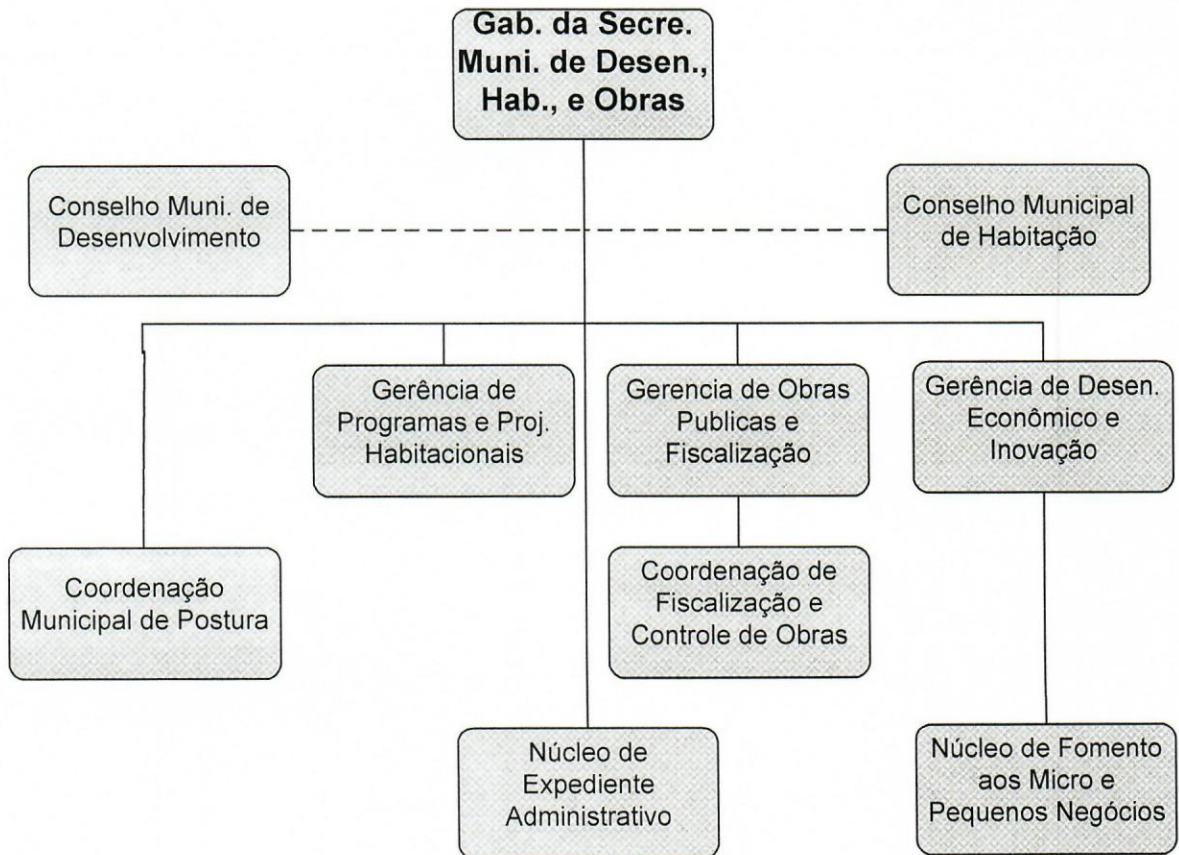 Gab. da Secre.
Muni. de Desen.,
Hab., e Obras
Conselho Muni. de
Desenvolvimento
Conselho Municipal
de Habitação
Gerência de
Programas e Proj.
Habitacionais
Gerencia de Obras
Publicas e
Fiscalização
Gerência de Desen.
Econômico e
Inovação
Coordenação
Municipal de Postura
Coordenação de
Fiscalização e
Controle de Obras
Núcleo de
Expediente
Administrativo
Núcleo de Fomento
aos Micro e
Pequenos Negócios